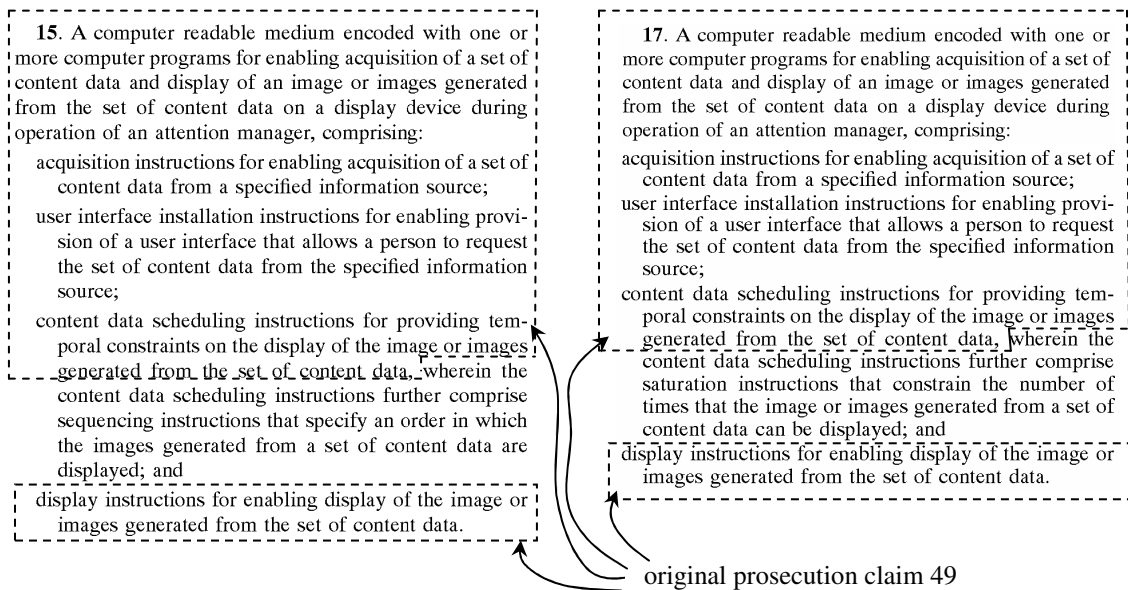 15. A computer readable medium encoded with one or
more computer programs for enabling acquisition of a set of
content data and display of an image or images generated
from the set of content data on a display device during
operation of an attention manager, comprising:
acquisition instructions for enabling acquisition of a set of
content data from a specified information source;
user interface installation instructions for enabling provi-
sion of a user interface that allows a person to request
the set of content data from the specified information
source;
content data scheduling instructions for providing tem-
poral constraints on the display of the image or images
generated from the set of content data, wherein the
content data scheduling instructions further comprise
sequencing instructions that specify an order in which
the images generated from a set of content data are
displayed; and
display instructions for enabling display of the image or
images generated from the set of content data.
17. A computer readable medium encoded with one or
more computer programs for enabling acquisition of a set of
content data and display of an image or images generated
from the set of content data on a display device during
operation of an attention manager, comprising:
acquisition instructions for enabling acquisition of a set of
content data from a specified information source;
user interface installation instructions for enabling provi-
sion of a user interface that allows a person to request
the set of content data from the specified information
source;
content data scheduling instructions for providing tem-
poral constraints on the display of the image or images
generated from the set of content data, wherein the
content data scheduling instructions further comprise
saturation instructions that constrain the number of
times that the image or images generated from a set of
content data can be displayed; and
display instructions for enabling display of the image or
images generated from the set of content data.
original prosecution claim 49